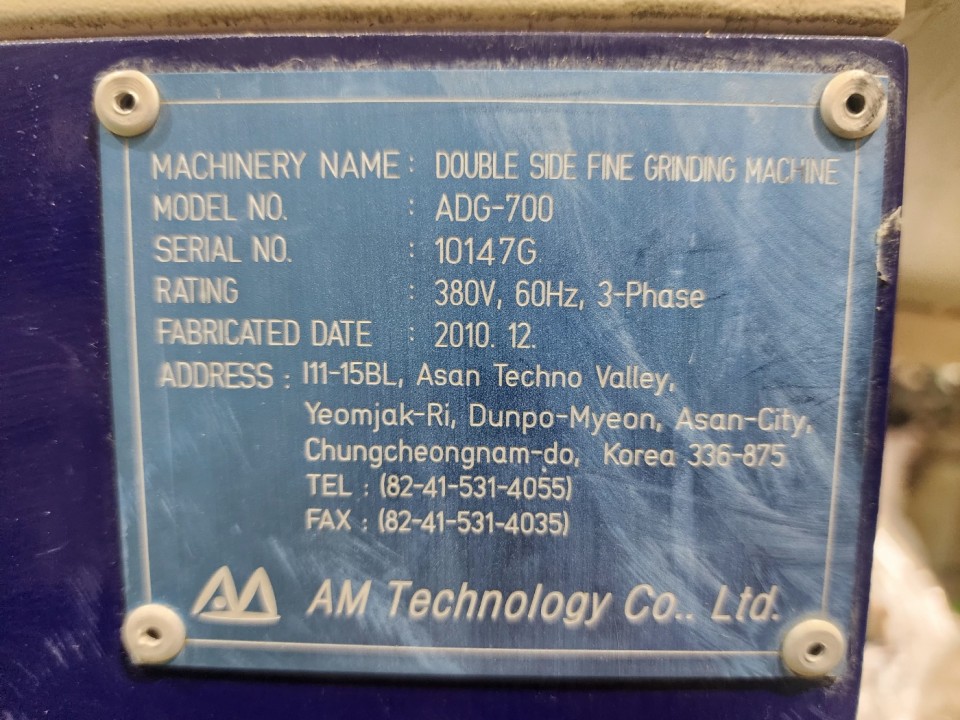 MACHINERY NAME : DOUBLE SIDE FINE GRINDING MACHINE
MODEL NO. : ADG-700
SERIAL NO. : 10147G
RATING : 380V, 60Hz, 3-Phase
FABRICATED DATE : 2010. 12.
ADDRESS : 111-15BL, Asan Techno Valley,
Yeomjak-Ri, Dunpo-Myeon, Asan-City,
Chungcheongnam-do, Korea 336-875
TEL : (82-41-531-4055)
FAX : (82-41-531-4035)
AM Technology Co., Ltd.